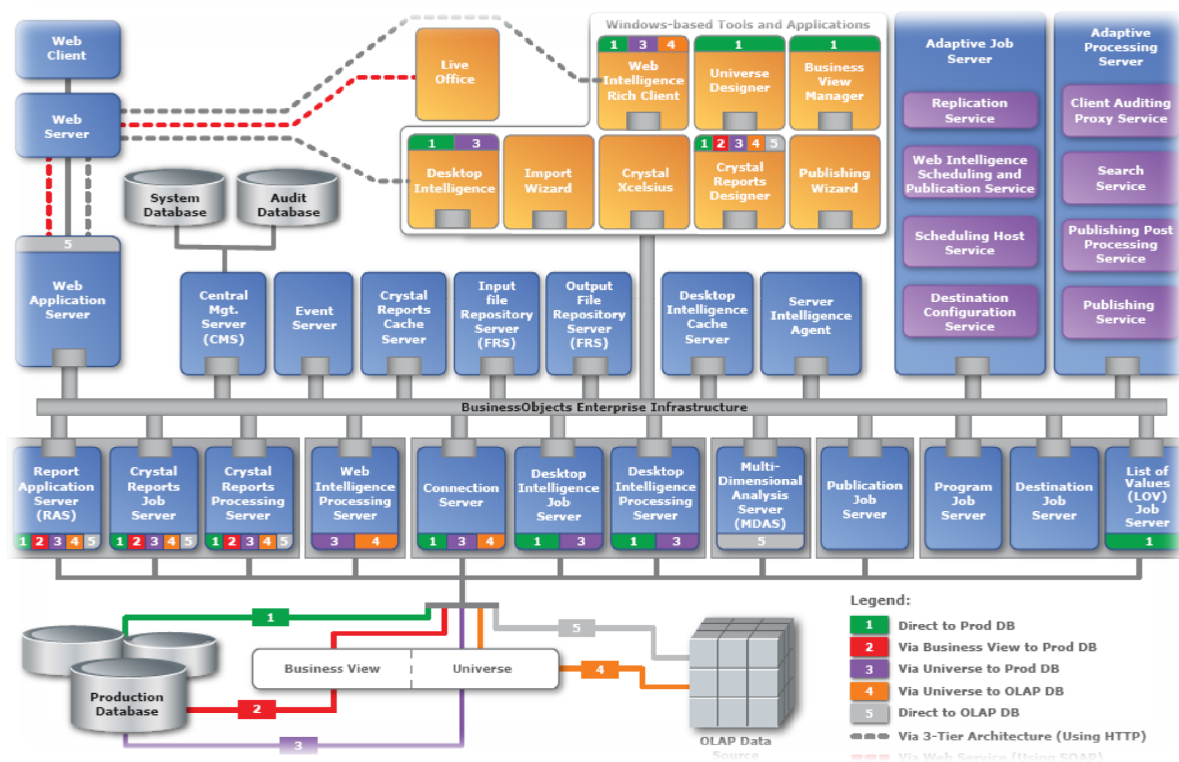 Web
Client
Web
Server
5
Web
Application
Server
System
Database
Audit
Database
Live
Office
Windows-based Tools and Applications
1 3 4
Web
Intelligence
Rich Client
1
Universe
Designer
1
Business
View
Manager
1 3
Desktop
Intelligence
Import
Wizard
Crystal
Xcelsius
1 2 3 4 5
Crystal
Reports
Designer
Publishing
Wizard
Adaptive Job
Server
Replication
Service
Web Intelligence
Scheduling and
Publication Service
Scheduling Host
Service
Destination
Configuration
Service
Adaptive
Processing
Server
Client Auditing
Proxy Service
Search
Service
Publishing Post
Processing
Service
Publishing
Service
Central
Mgt.
Server
(CMS)
Event
Server
Crystal
Reports
Cache
Server
Input
file
Repository
Server
(FRS)
Output
File
Repository
Server
(FRS)
Desktop
Intelligence
Cache
Server
Server
Intelligence
Agent
BusinessObjects Enterprise Infrastructure
Report
Application
Server
(RAS)
1 2 3 4 5
Crystal
Reports
Job
Server
1 2 3 4 5
Crystal
Reports
Processing
Server
1 2 3 4 5
Web
Intelligence
Processing
Server
3 4
Connection
Server
1 3 4
Desktop
Intelligence
Job
Server
1 3
Desktop
Intelligence
Processing
Server
1 3
Multi-
Dimensional
Analysis
Server
(MDAS)
5
Publication
Job
Server
Program
Job
Server
Destination
Job
Server
List of
Values
(LOV)
Job
Server
1
1
5
Business View
Universe
4
Production
Database
2
3
OLAP Data
Source
Legend:
1 Direct to Prod DB
2 Via Business View to Prod DB
3 Via Universe to Prod DB
4 Via Universe to OLAP DB
5 Direct to OLAP DB
Via 3-Tier Architecture (Using HTTP)
Via Web Service (Using SOAP)